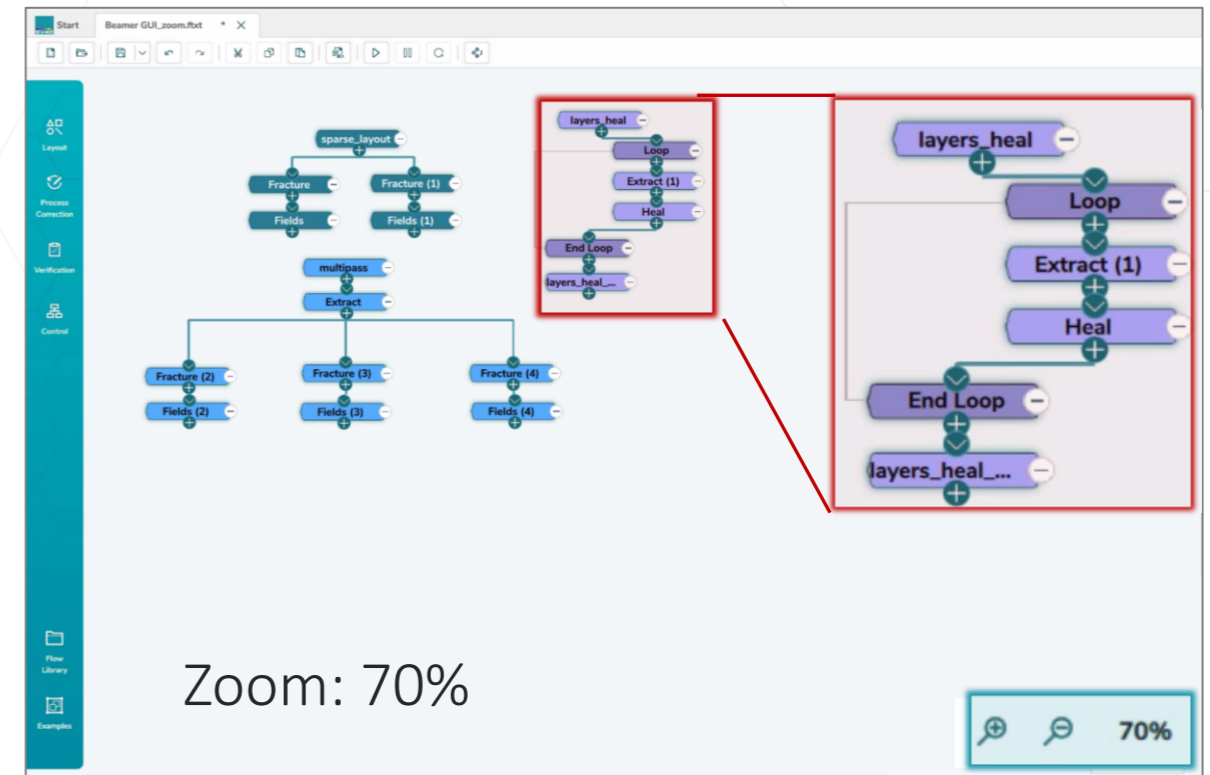 Start
Beamer GUI_zoom.ftxt * X
Layout
Process
Correction
Verification
Control
Flow
Library
Examples
sparse_layout
Fracture
Fracture (1)
Fields
Fields (1)
multipass
Extract
Fracture (2)
Fracture (3)
Fracture (4)
Fields (2)
Fields (3)
Fields (4)
layers_heal
Loop
Extract (1)
Heal
End Loop
layers_heal_...
layers_heal
Loop
Extract (1)
Heal
End Loop
layers_heal_...
Zoom: 70%
70%